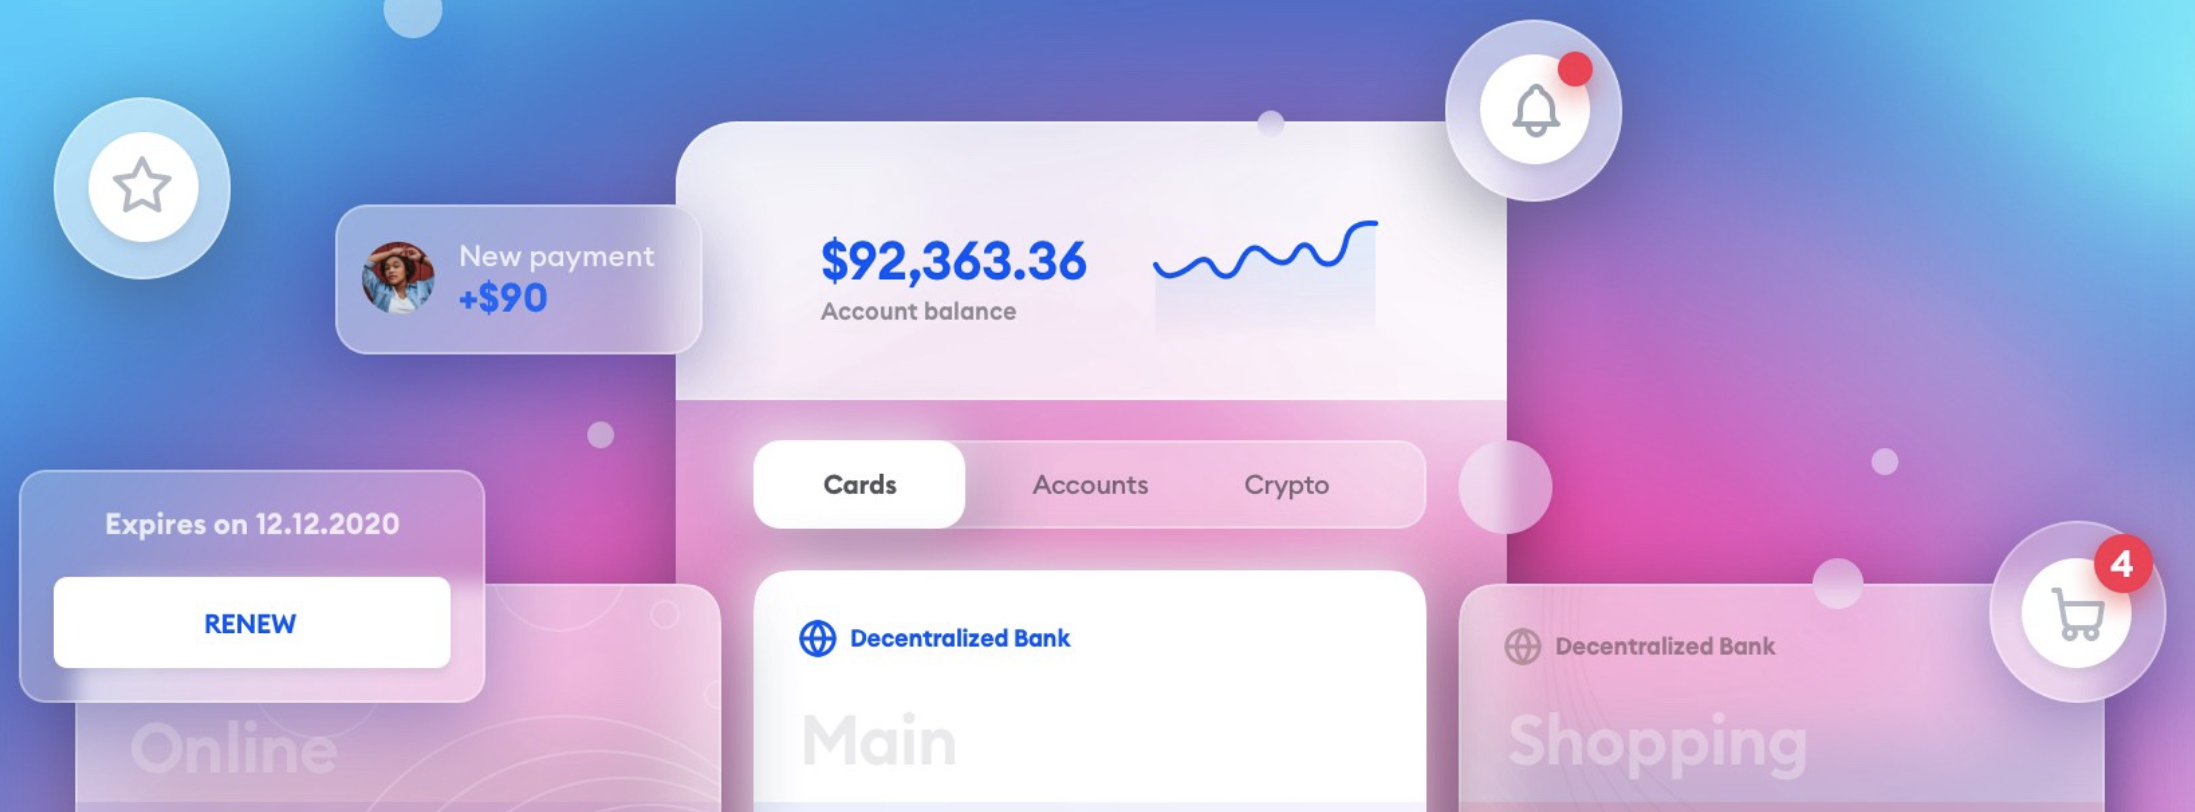 New payment
+$90
$92,363.36
Account balance
Cards
Accounts
Crypto
Expires on 12.12.2020
RENEW
4
Decentralized Bank
Decentralized Bank
Online
Main
Shopping